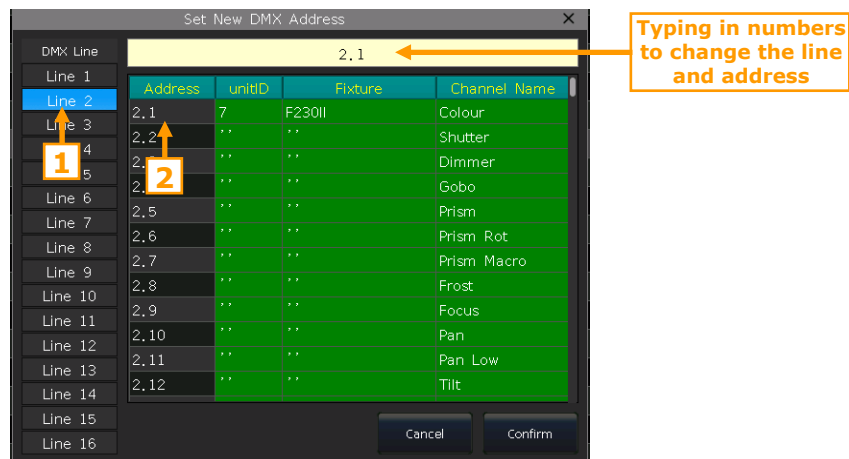 Set New DMX Address
×
Typing in numbers
to change the line
and address
DMX Line
2.1
Line 1
Line 2
Line 3
4
5
Line 6
Line 7
Line 8
Line 9
Line 10
Line 11
Line 12
Line 13
Line 14
Line 15
Line 16
1
2
Address unitID Fixture Channel Name
2.1 7 F230II Colour
2.2 '' '' Shutter
2. '' '' Dimmer
2. '' '' Gobo
2.5 '' '' Prism
2.6 '' '' Prism Rot
2.7 '' '' Prism Macro
2.8 '' '' Frost
2.9 '' '' Focus
2.10 '' '' Pan
2.11 '' '' Pan Low
2.12 '' '' Tilt
Cancel Confirm